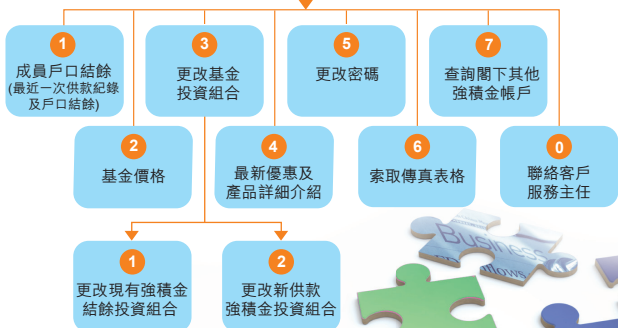 1
成員戶口結餘
(最近一次供款紀錄
及戶口結餘)
3
更改基金
投資組合
5
更改密碼
7
查詢閣下其他
強積金帳戶
2
基金價格
4
最新優惠及
產品詳細介紹
6
索取傳真表格
0
聯絡客戶
服務主任
1
更改現有強積金
結餘投資組合
2
更改新供款
強積金投資組合
Business